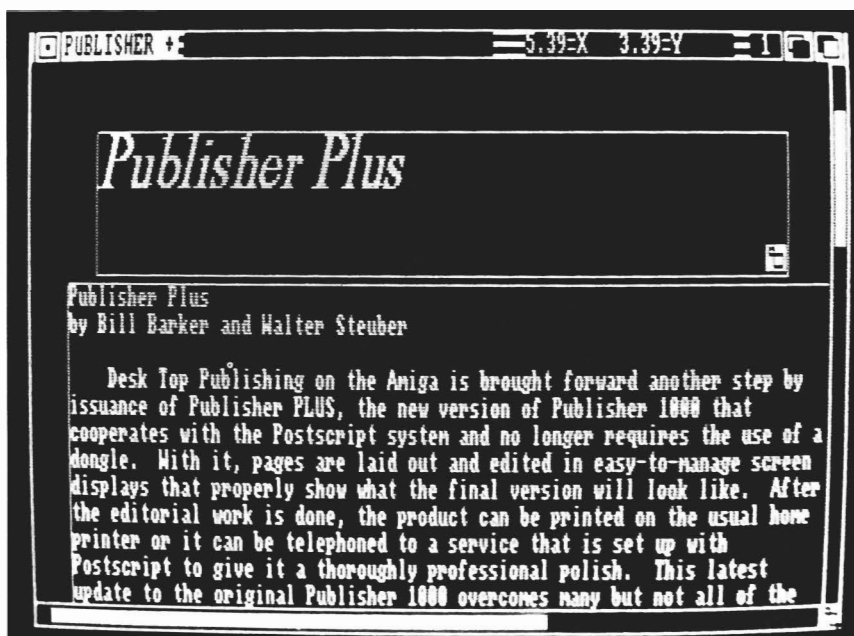 PUBLISHER + 5.39=X 3.39=Y 1
Publisher Plus
Publisher Plus
by Bill Barker and Walter Steuber
Desk Top Publishing on the Amiga is brought forward another step by
issuance of Publisher PLUS, the new version of Publisher 1000 that
cooperates with the Postscript system and no longer requires the use of a
dongle. With it, pages are laid out and edited in easy-to-manage screen
displays that properly show what the final version will look like. After
the editorial work is done, the product can be printed on the usual home
printer or it can be telephoned to a service that is set up with
Postscript to give it a thoroughly professional polish. This latest
update to the original Publisher 1000 overcomes many but not all of the